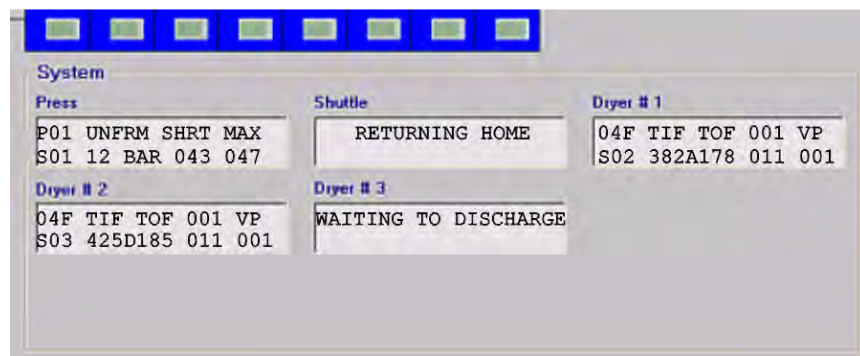 System
Press
Shuttle
Dryer # 1
P01 UNFRM SHRT MAX
S01 12 BAR 043 047
RETURNING HOME
04F TIF TOF 001 VP
S02 382A178 011 001
Dryer # 2
Dryer # 3
04F TIF TOF 001 VP
S03 425D185 011 001
WAITING TO DISCHARGE